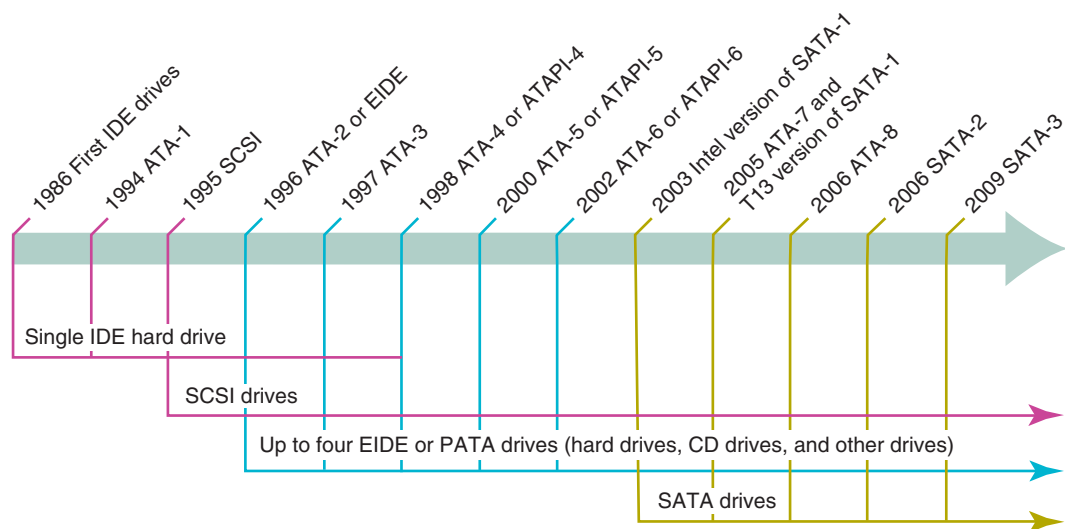 1986 First IDE drives
1994 ATA-1
1995 SCSI
1996 ATA-2 or EIDE
1997 ATA-3
1998 ATA-4 or ATAPI-4
2000 ATA-5 or ATAPI-5
2002 ATA-6 or ATAPI-6
2003 Intel version of SATA-1
2005 ATA-7 and
T13 version of SATA-1
2006 ATA-8
2006 SATA-2
2009 SATA-3
Single IDE hard drive
SCSI drives
Up to four EIDE or PATA drives (hard drives, CD drives, and other drives)
SATA drives